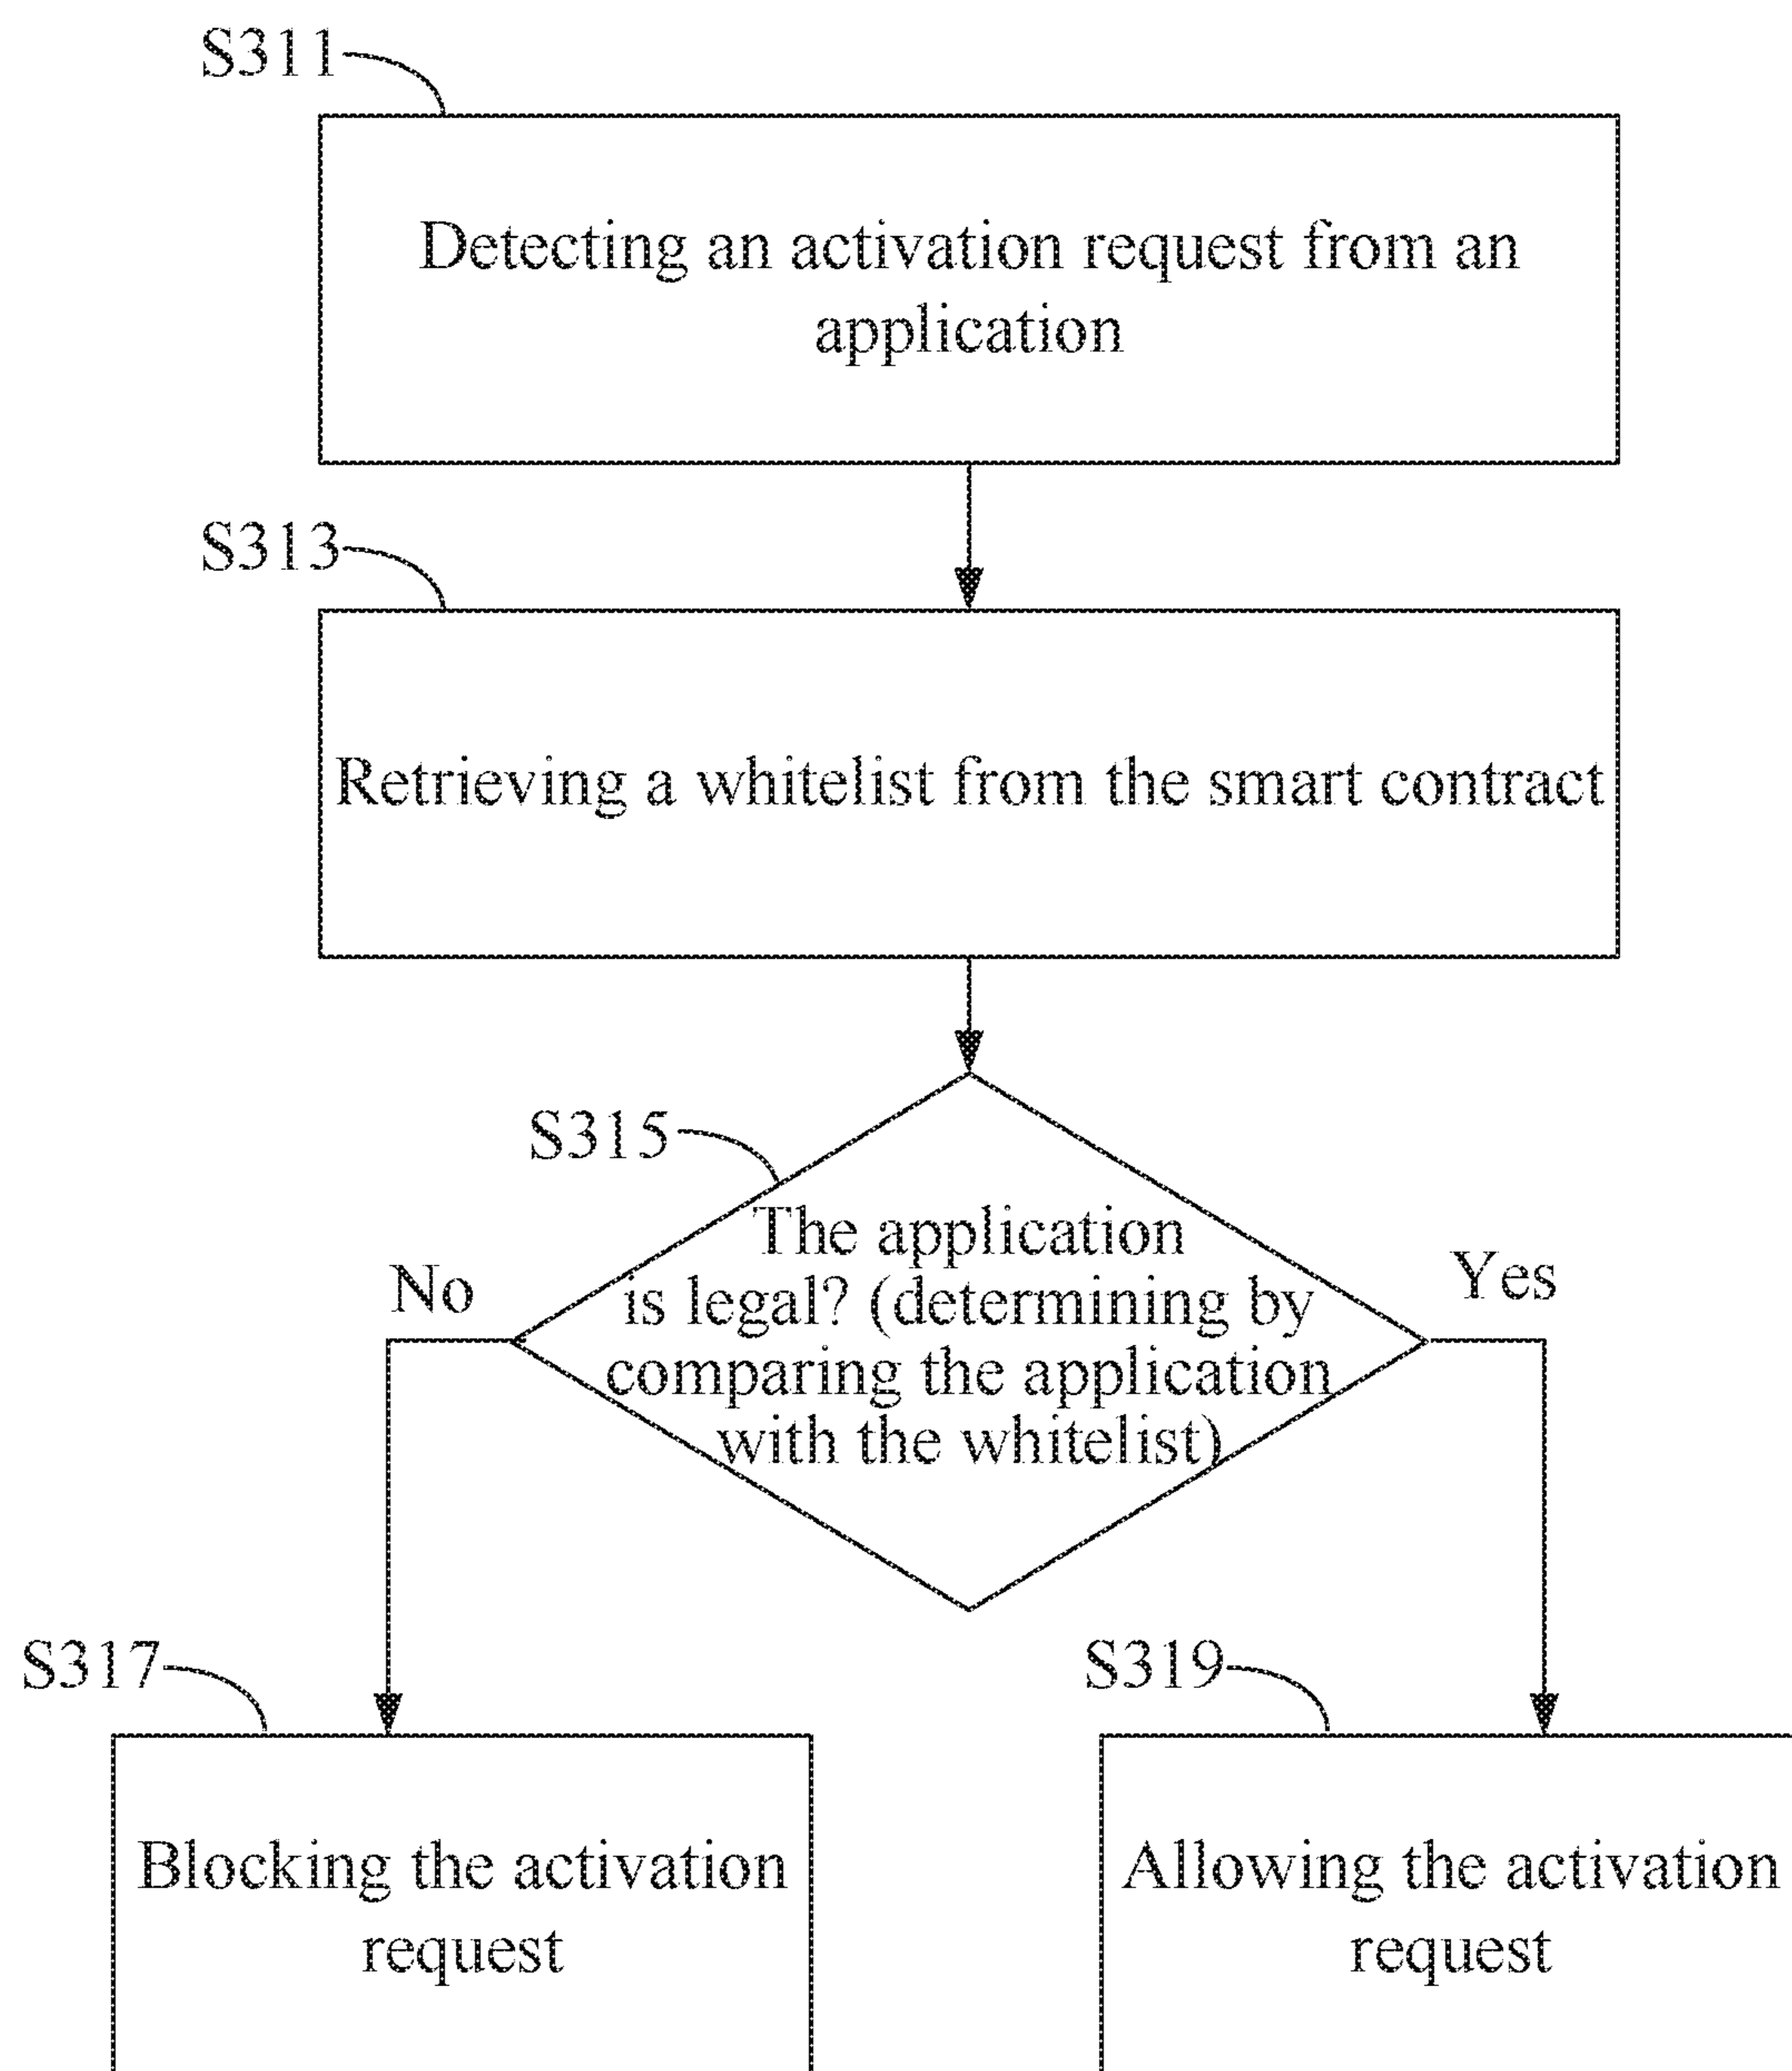 S311
Detecting an activation request from an
application
S313
Retrieving a whitelist from the smart contract
S315
The application
is legal? (determining by
comparing the application
with the whitelist)
No
Yes
S317
S319
Blocking the activation
request
Allowing the activation
request